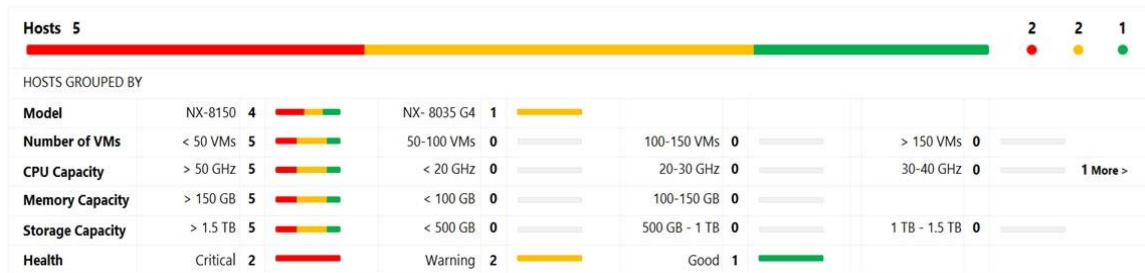 Hosts 5 2 2 1
HOSTS GROUPED BY
Model NX-8150 4 NX- 8035 G4 1
Number of VMs < 50 VMs 5 50-100 VMs 0 100-150 VMs 0 > 150 VMs 0
CPU Capacity > 50 GHz 5 < 20 GHz 0 20-30 GHz 0 30-40 GHz 0 1 More >
Memory Capacity > 150 GB 5 < 100 GB 0 100-150 GB 0
Storage Capacity > 1.5 TB 5 < 500 GB 0 500 GB - 1 TB 0 1 TB - 1.5 TB 0
Health Critical 2 Warning 2 Good 1